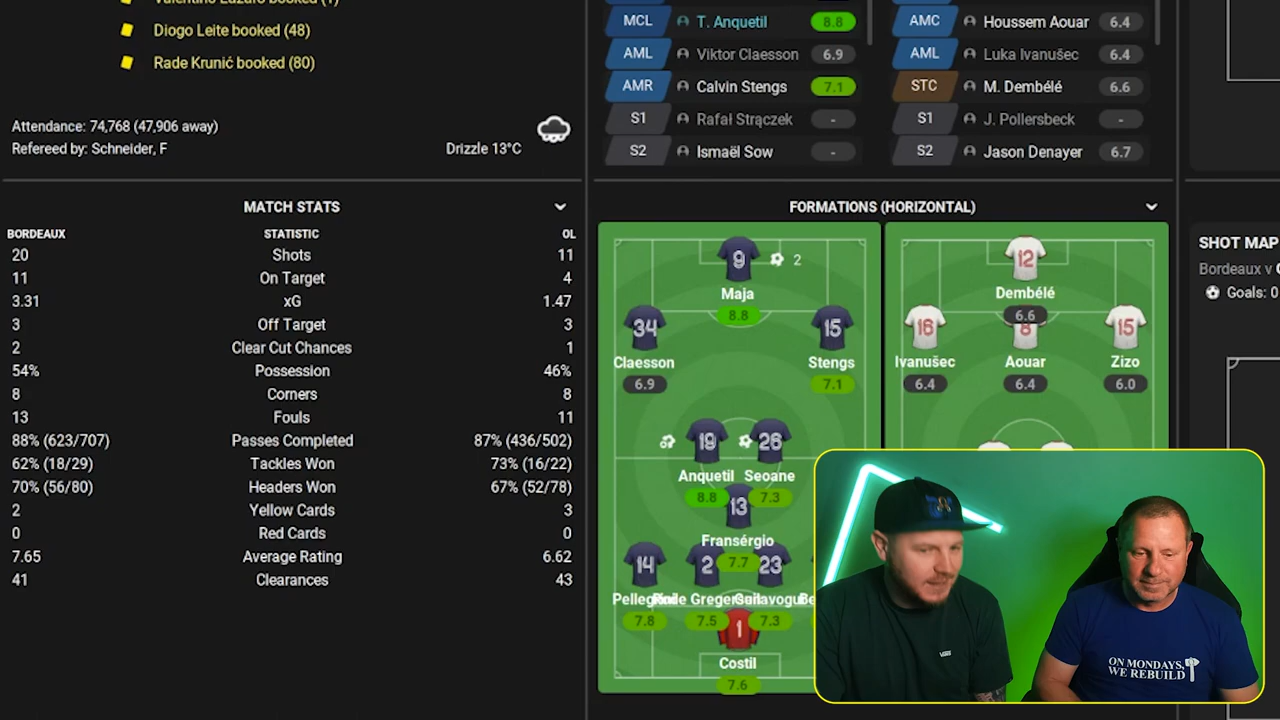 Valentino Lazaro booked (1)
Diogo Leite booked (48)
Rade Krunić booked (80)
Attendance: 74,768 (47,906 away)
Refereed by: Schneider, F
Drizzle 13°C
MCL T. Anquetil 8.8
AML Viktor Claesson 6.9
AMR Calvin Stengs 7.1
S1 Rafał Strączek -
S2 Ismaël Sow -
AMC Houssem Aouar 6.4
AML Luka Ivanušec 6.4
STC M. Dembélé 6.6
S1 J. Pollersbeck -
S2 Jason Denayer 6.7
MATCH STATS
BORDEAUX STATISTIC OL
20 Shots 11
11 On Target 4
3.31 xG 1.47
3 Off Target 3
2 Clear Cut Chances 1
54% Possession 46%
8 Corners 8
13 Fouls 11
88% (623/707) Passes Completed 87% (436/502)
62% (18/29) Tackles Won 73% (16/22)
70% (56/80) Headers Won 67% (52/78)
2 Yellow Cards 3
0 Red Cards 0
7.65 Average Rating 6.62
41 Clearances 43
FORMATIONS (HORIZONTAL)
9 2
Maja
8.8
34 15
Claesson Stengs
6.9 7.1
19 26
Anquetil Seoane
8.8 7.3
13
Fransérgio
7.7
14 2 23
7.8 7.5 7.3
1
Costil
7.6
12
Dembélé
6.6
16 8 15
Ivanušec Aouar Zizo
6.4 6.4 6.0
SHOT MAP
Bordeaux v
Goals: 0
VANS
ON MONDAYS,
WE REBUILD